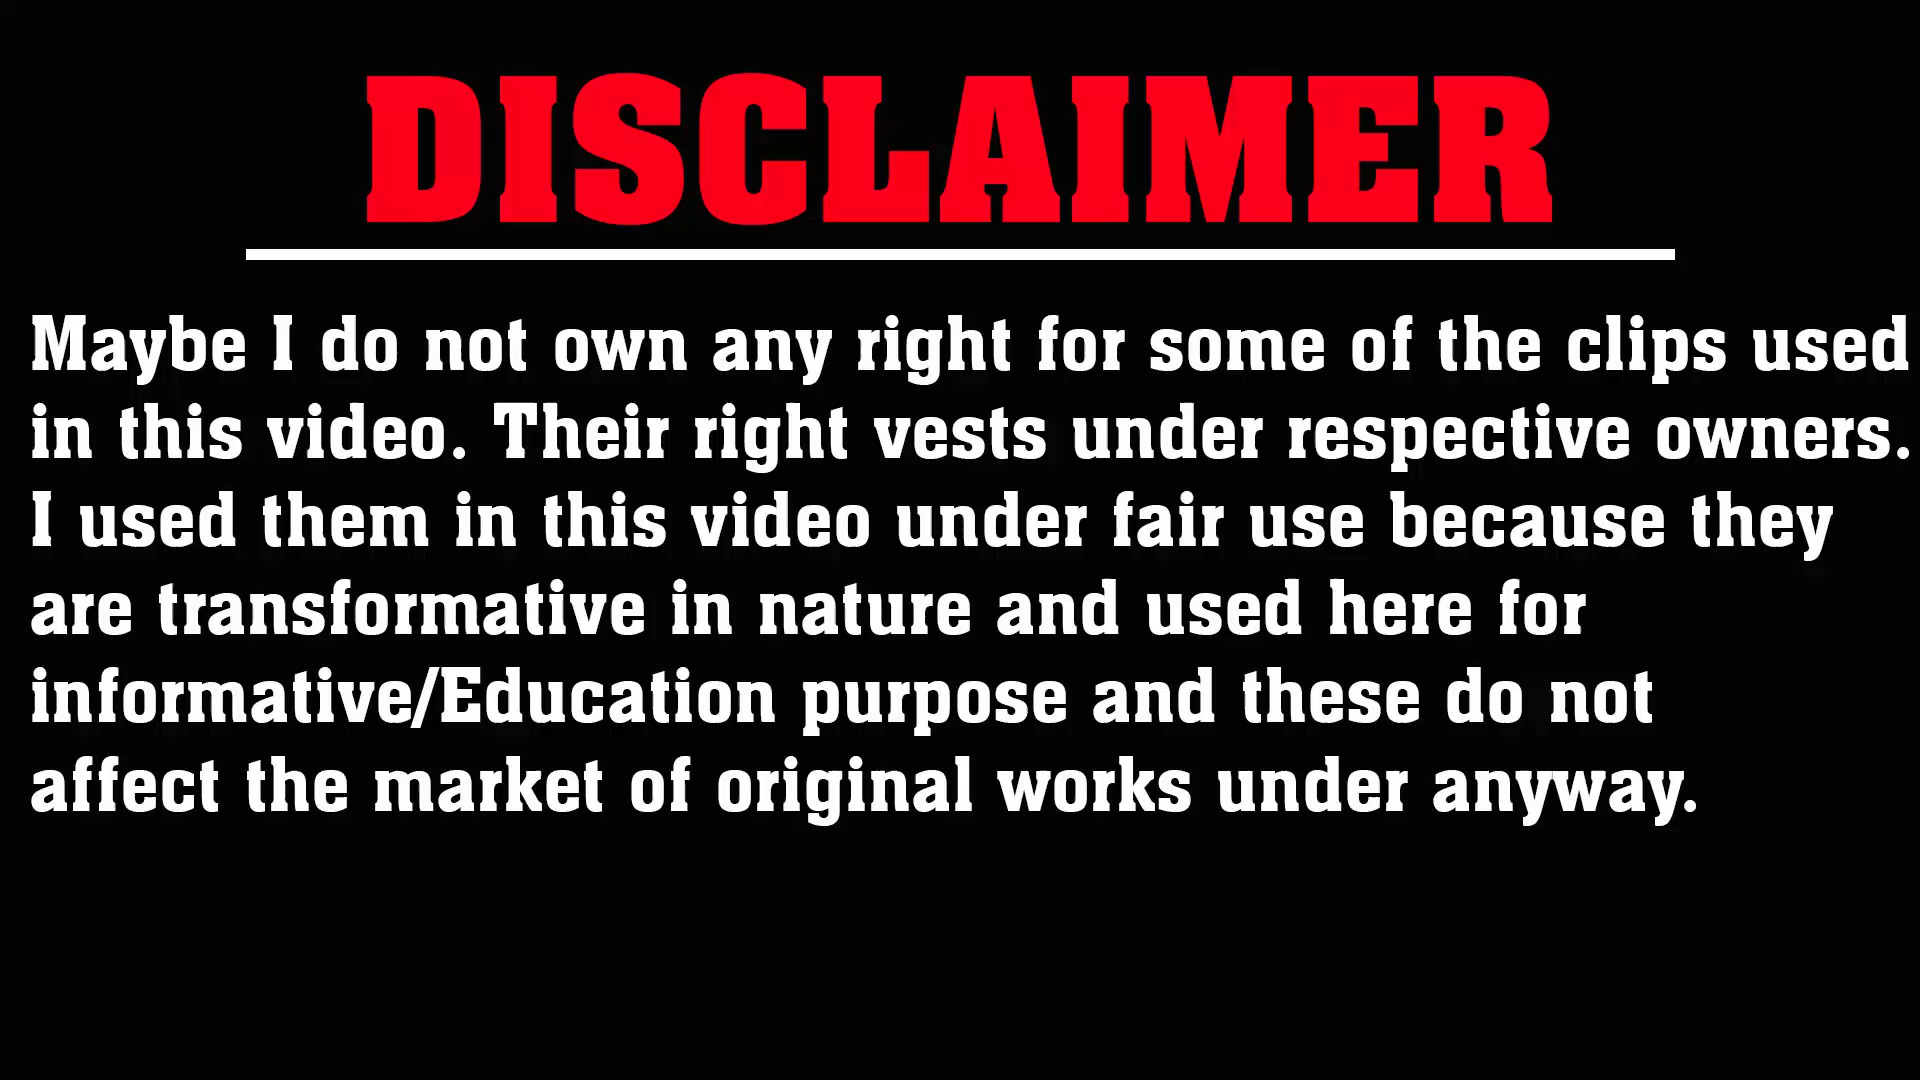 DISCLAIMER
Maybe I do not own any right for some of the clips used
in this video. Their right vests under respective owners.
I used them in this video under fair use because they
are transformative in nature and used here for
informative/Education purpose and these do not
affect the market of original works under anyway.